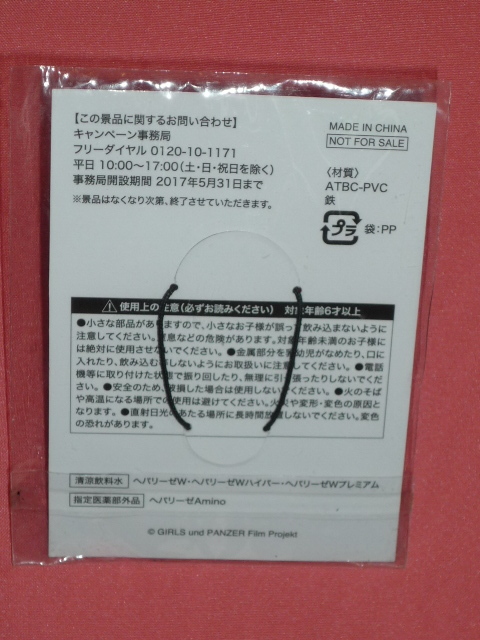 【この景品に関するお問い合わせ】
キャンペーン事務局
フリーダイヤル 0120-10-1171
平日 10:00〜17:00(土・日・祝日を除く)
事務局開設期間 2017年5月31日まで
※景品はなくなり次第、終了させていただきます。
MADE IN CHINA
NOT FOR SALE
〈材質〉
ATBC-PVC
鉄
プラ 袋:PP
使用上の注意(必ずお読みください) 対象年齢6才以上
●小さな部品がありますので、小さなお子様が誤って飲み込まないように
注意してください。窒息などの危険があります。対象年齢未満のお子様に
は絶対に使用させないでください。●金属部分を乳幼児がなめたり、口に
入れたり、飲み込む事しないようにお取扱いに注意してください。●電話
機等に取り付けた状態で振り回したり、無理に引っ張ったりしないでくだ
さい。●安全のため、破損した場合は使用しないでください。●火のそば
や高温になる場所での使用は避けてください。火災や変形・変色の原因と
なります。●直射日光のあたる場所に長時間放置しないでください。変色
の恐れがあります。
清涼飲料水 ヘパリーゼW・ヘパリーゼWハイパー・ヘパリーゼWプレミアム
指定医薬部外品 ヘパリーゼAmino
© GIRLS und PANZER Film Projekt